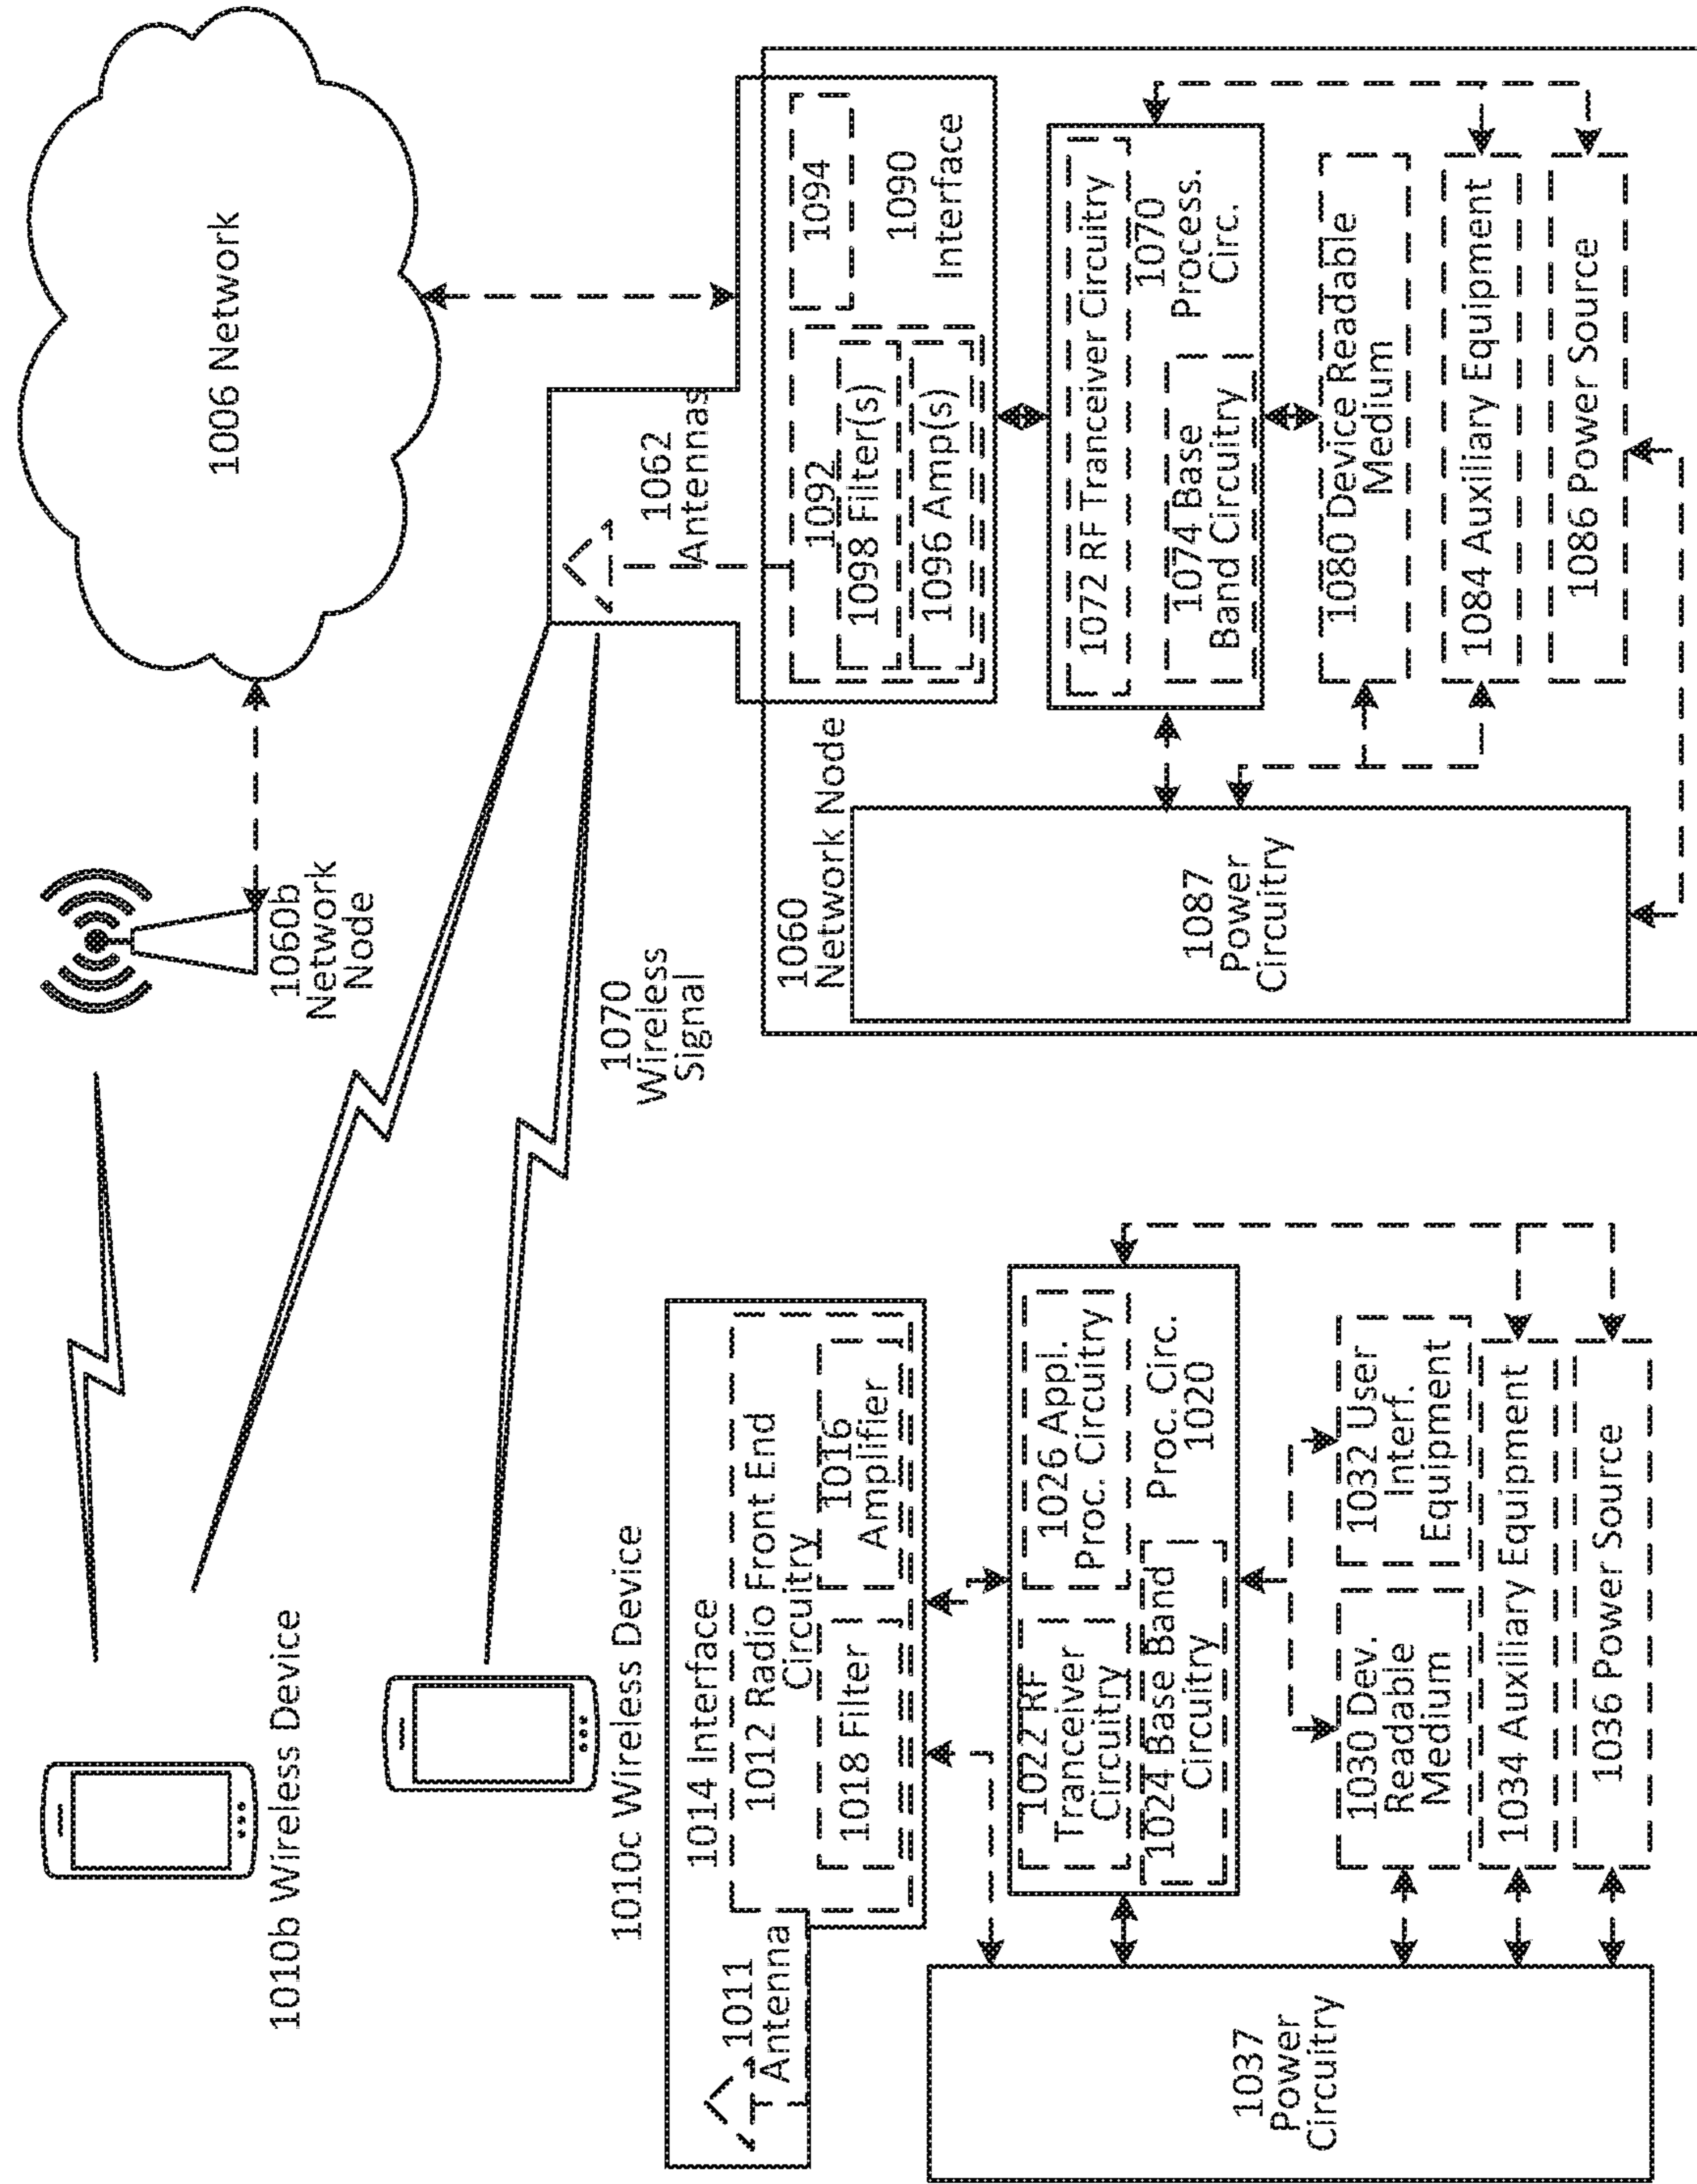 1006 Network
1060b
Network
Node
1010b Wireless Device
1070
Wireless
Signal
1010c Wireless Device
1062
Antennas
1060
Network Node
1092
1098 Filter(s)
1096 Amp(s)
1094
1090
Interface
1072 RF Tranceiver Circuitry
1074 Base
Band Circuitry
1070
Process.
Circ.
1080 Device Readable
Medium
1084 Auxiliary Equipment
1086 Power Source
1087
Power
Circuitry
1014 Interface
1011
Antenna
1012 Radio Front End
Circuitry
1018 Filter
1016
Amplifier
1022 RF
Tranceiver
Circuitry
1026 Appl.
Proc. Circuitry
1024 Base Band
Circuitry
Proc. Circ.
1020
1030 Dev.
Readable
Medium
1032 User
Interf.
Equipment
1034 Auxiliary Equipment
1036 Power Source
1037
Power
Circuitry